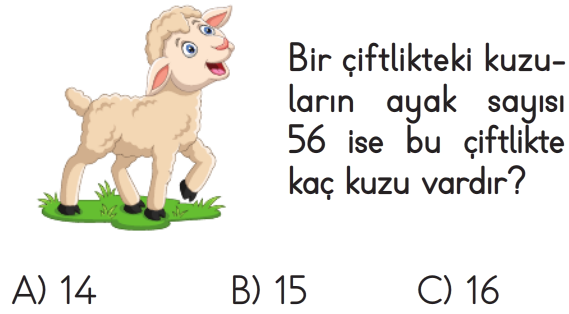 Bir çiftlikteki kuzu-
ların ayak sayısı
56 ise bu çiftlikte
kaç kuzu vardır?
A) 14 B) 15 C) 16